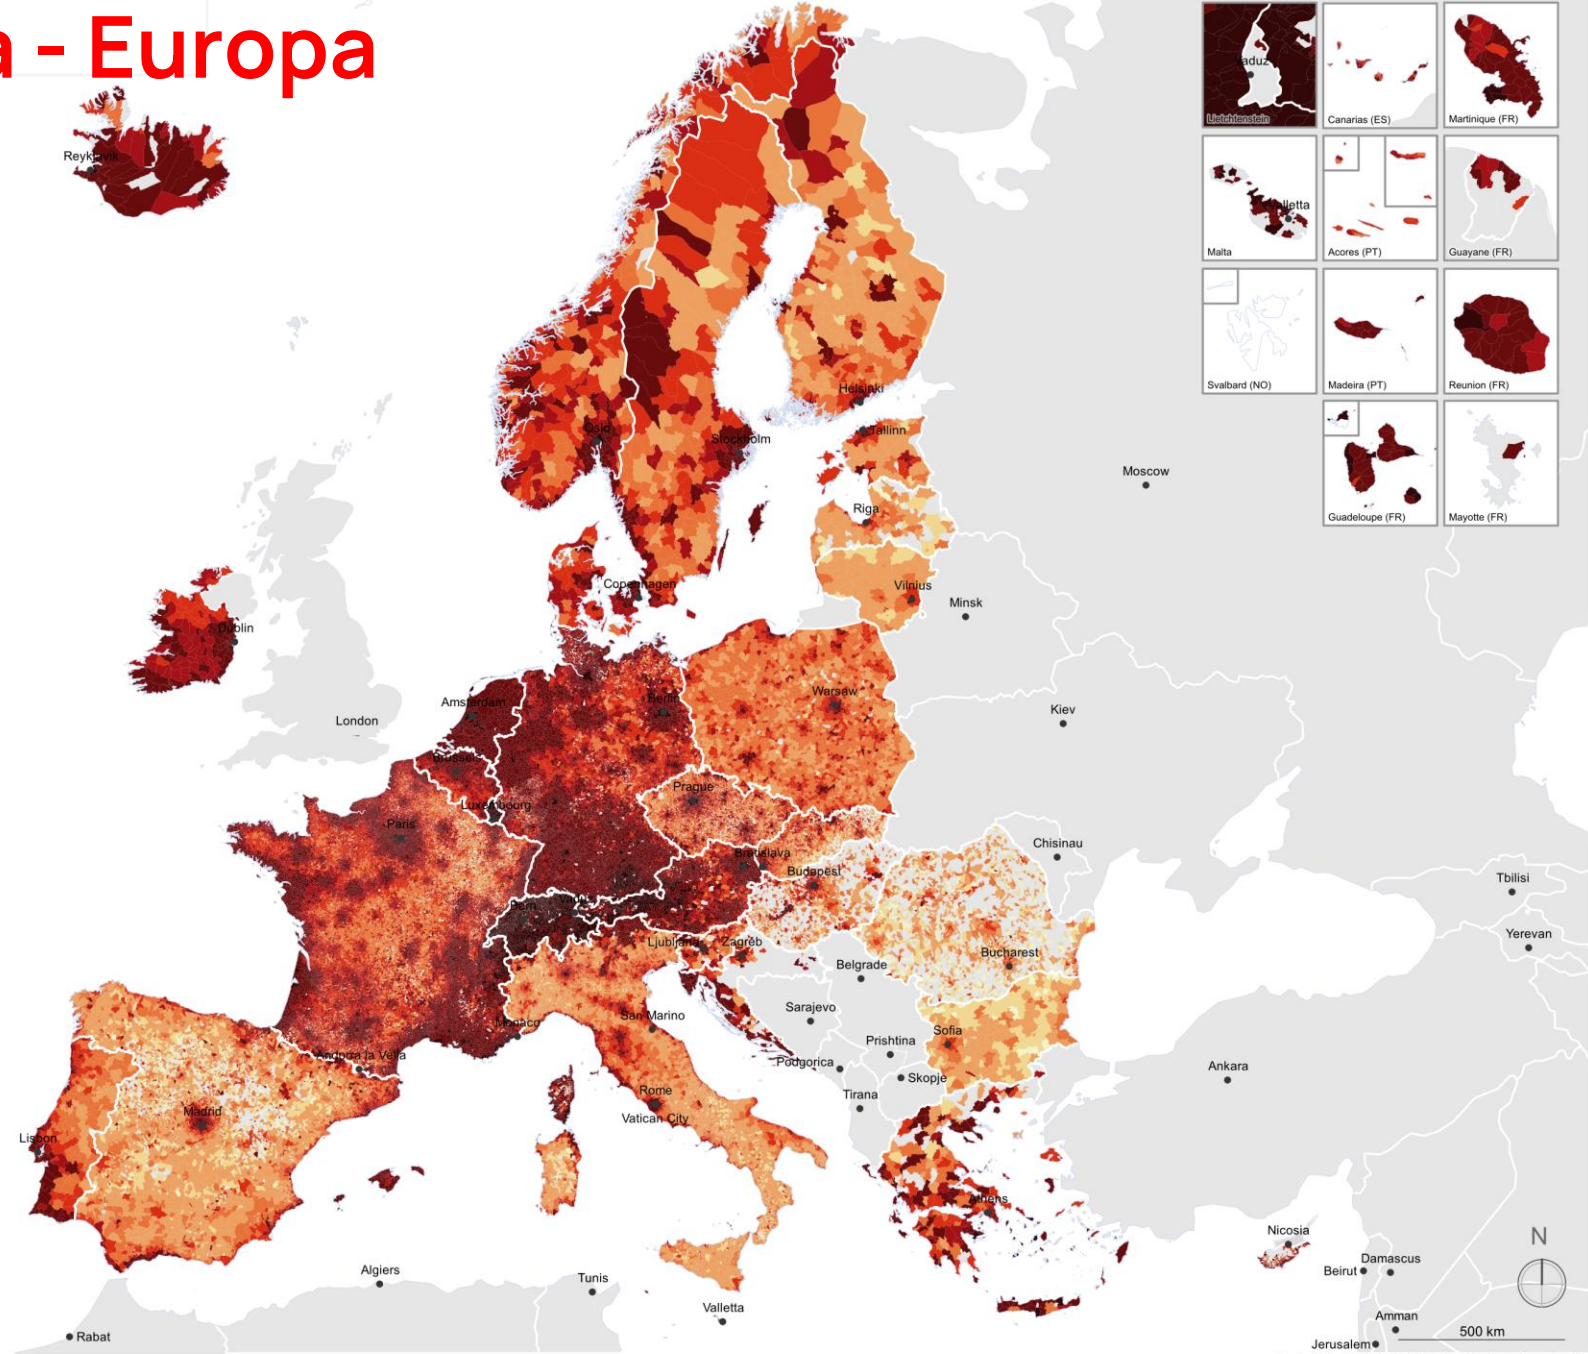 a - Europa
Vaduz
Liechtenstein
Canarias (ES)
Martinique (FR)
Reykjavik
Valletta
Malta
Acores (PT)
Guayane (FR)
Svalbard (NO)
Madeira (PT)
Reunion (FR)
Helsinki
Oslo
Stockholm
Tallinn
Guadeloupe (FR)
Mayotte (FR)
Moscow
Riga
Copenhagen
Vilnius
Minsk
Dublin
Amsterdam
Berlin
Warsaw
London
Kiev
Brussels
Prague
Luxembourg
Paris
Chisinau
Bratislava
Budapest
Tbilisi
Bern
Vaduz
Ljubljana
Zagreb
Yerevan
Bucharest
Belgrade
Sarajevo
San Marino
Monaco
Sofia
Prishtina
Andorra la Vella
Podgorica
Skopje
Ankara
Rome
Tirana
Madrid
Vatican City
Lisbon
Athens
Nicosia
N
Damascus
Beirut
Algiers
Tunis
Valletta
Amman
500 km
Rabat
Jerusalem